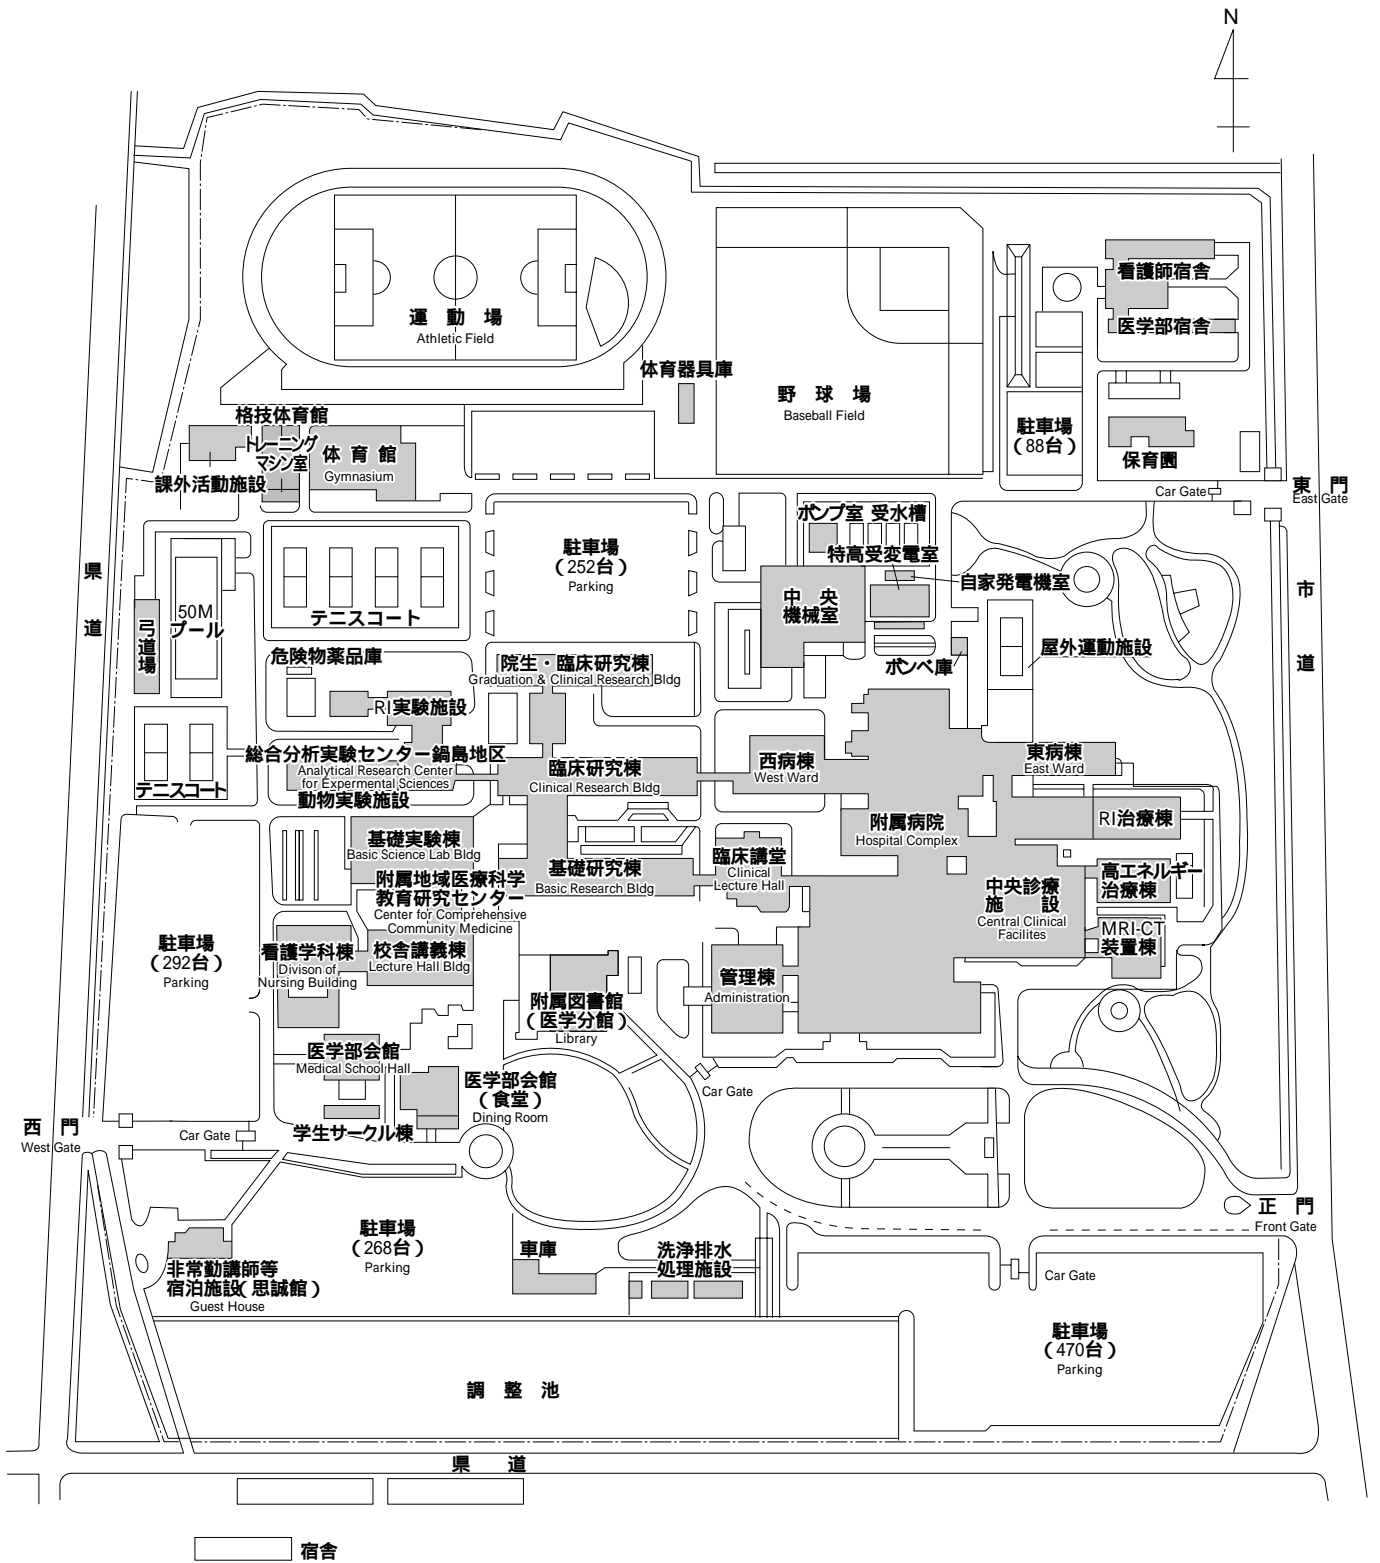 N
看護師宿舎
医学部宿舎
運 動 場
Athletic Field
体育器具庫
野 球 場
Baseball Field
駐車場
（88台）
保育園
格技体育館
トレーニング
マシン室
体 育 館
Gymnasium
課外活動施設
Car Gate
東 門
East Gate
ポンプ室 受水槽
特高受変電室
自家発電機室
駐車場
（252台）
Parking
中 央
機械室
県
道
市
道
弓
道
場
50M
プール
テニスコート
屋外運動施設
ボンベ庫
危険物薬品庫
院生・臨床研究棟
Graduation & Clinical Research Bldg
RI実験施設
総合分析実験センター鍋島地区
Analytical Research Center
for Expermental Sciences
動物実験施設
テニスコート
臨床研究棟
Clinical Research Bldg
西病棟
West Ward
東病棟
East Ward
附属病院
Hospital Complex
RI治療棟
基礎実験棟
Basic Science Lab Bldg
基礎研究棟
Basic Research Bldg
臨床講堂
Clinical
Lecture Hall
附属地域医療科学
教育研究センター
Center for Comprehensive
Community Medicine
中央診療
施 設
Central Clinical
Facilites
高エネルギー
治療棟
MRI-CT
装置棟
駐車場
（292台）
Parking
看護学科棟
Divison of
Nursing Building
校舎講義棟
Lecture Hall Bldg
管理棟
Administration
附属図書館
（医学分館）
Library
医学部会館
Medical School Hall
医学部会館
（食堂）
Dining Room
Car Gate
学生サークル棟
西 門
West Gate
Car Gate
正 門
Front Gate
駐車場
（268台）
Parking
車庫
洗浄排水
処理施設
非常勤講師等
宿泊施設（思誠館）
Guest House
Car Gate
駐車場
（470台）
Parking
調 整 池
県 道
宿舎